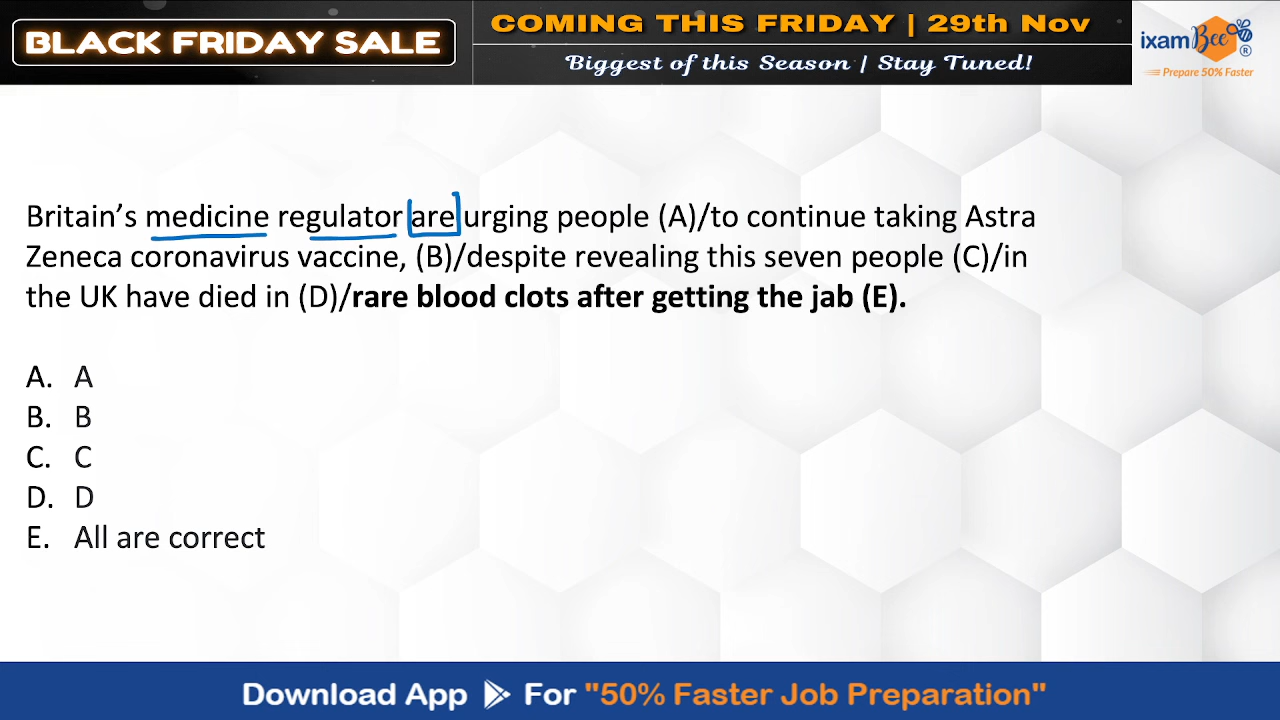 BLACK FRIDAY SALE
COMING THIS FRIDAY | 29th Nov
Biggest of this Season | Stay Tuned!
ixamBee®
Prepare 50% Faster
Britain’s medicine regulator are urging people (A)/to continue taking Astra
Zeneca coronavirus vaccine, (B)/despite revealing this seven people (C)/in
the UK have died in (D)/rare blood clots after getting the jab (E).
A. A
B. B
C. C
D. D
E. All are correct
Download App For "50% Faster Job Preparation"